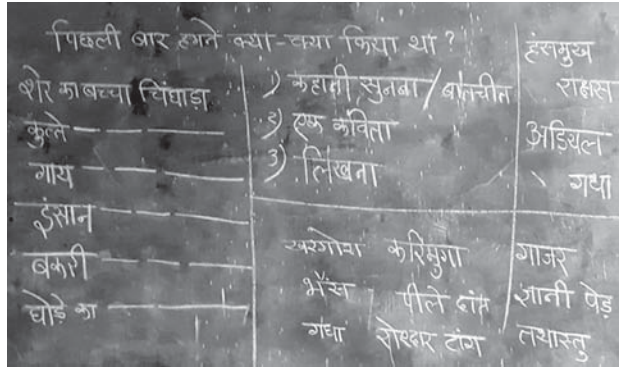 पिछली बार हमने क्या-क्या किया था?
शेर का बच्चा चिंघाड़ा
कुत्ते — — —
गाय — — —
इंसान — — —
बकरी — — —
घोड़े का — — —
1) कहानी सुनना / बातचीत
2) एक कविता
3) लिखना
हंसमुख
राक्षस
अड़ियल
गधा
खरगोश करिमुगा गाजर
भैंस पीले दांत ज्ञानी पेड़
गधा रोएदार टांग तथास्तु